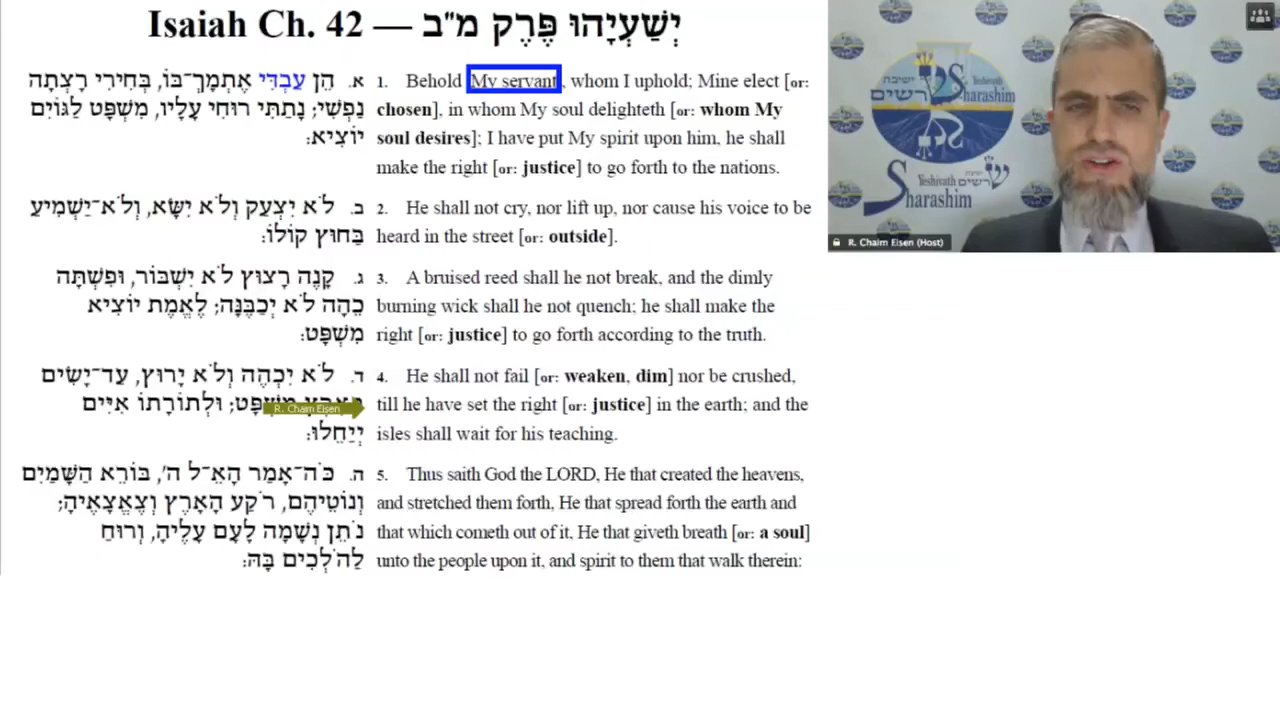 Isaiah Ch. 42 — יְשַׁעְיָהוּ פֶּרֶק מ"ב
א. הֵן עַבְדִּי אֶתְמָךְ־בּוֹ, בְּחִירִי רָצְתָה
נַפְשִׁי; נָתַתִּי רוּחִי עָלָיו, מִשְׁפָּט לַגּוֹיִם
יוֹצִיא:
1. Behold My servant, whom I uphold; Mine elect [or:
chosen], in whom My soul delighteth [or: whom My
soul desires]; I have put My spirit upon him, he shall
make the right [or: justice] to go forth to the nations.
ב. לֹא יִצְעַק וְלֹא יִשָּׂא, וְלֹא־יַשְׁמִיעַ
בַּחוּץ קוֹלוֹ:
2. He shall not cry, nor lift up, nor cause his voice to be
heard in the street [or: outside].
ג. קָנֶה רָצוּץ לֹא יִשְׁבּוֹר, וּפִשְׁתָּה
כֵהָה לֹא יְכַבֶּנָּה; לֶאֱמֶת יוֹצִיא
מִשְׁפָּט:
3. A bruised reed shall he not break, and the dimly
burning wick shall he not quench; he shall make the
right [or: justice] to go forth according to the truth.
ד. לֹא יִכְהֶה וְלֹא יָרוּץ, עַד־יָשִׂים
וּלְתוֹרָתוֹ אִיִּים
יְיַחֵלוּ:
R. Chaim Eisen
4. He shall not fail [or: weaken, dim] nor be crushed,
till he have set the right [or: justice] in the earth; and the
isles shall wait for his teaching.
ה. כֹּה־אָמַר הָאֵ־ל ה', בּוֹרֵא הַשָּׁמַיִם
וְנוֹטֵיהֶם, רֹקַע הָאָרֶץ וְצֶאֱצָאֶיהָ;
נֹתֵן נְשָׁמָה לָעָם עָלֶיהָ, וְרוּחַ
לַהֹלְכִים בָּהּ:
5. Thus saith God the LORD, He that created the heavens,
and stretched them forth, He that spread forth the earth and
that which cometh out of it, He that giveth breath [or: a soul]
unto the people upon it, and spirit to them that walk therein:
ישיבת שרשים
Yeshivath Sharashim
Yeshivath ישיבת
Sharashim שרשים
R. Chaim Eisen (Host)